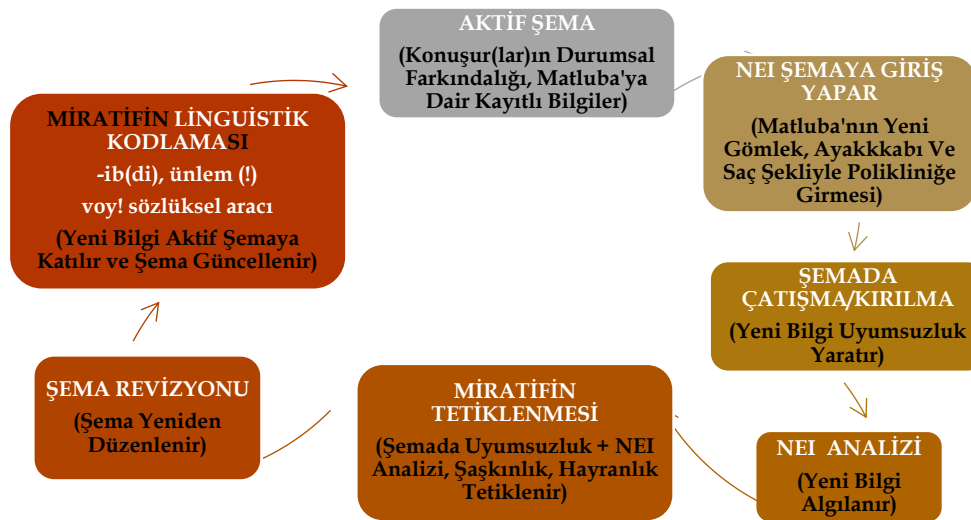 AKTİF ŞEMA
(Konuşur(lar)ın Durumsal
Farkındalığı, Matluba'ya
Dair Kayıtlı Bilgiler)
NEI ŞEMAYA GİRİŞ
YAPAR
(Matluba'nın Yeni
Gömlek, Ayakkkabı Ve
Saç Şekliyle Polikliniğe
Girmesi)
ŞEMADA
ÇATIŞMA/KIRILMA
(Yeni Bilgi Uyumsuzluk
Yaratır)
NEI ANALİZİ
(Yeni Bilgi
Algılanır)
MİRATİFİN
TETİKLENMESİ
(Şemada Uyumsuzluk + NEI
Analizi, Şaşkınlık, Hayranlık
Tetiklenir)
ŞEMA REVİZYONU
(Şema Yeniden
Düzenlenir)
MİRATİFİN LİNGUİSTİK
KODLAMASI
-ib(di), ünlem (!)
voy! sözlüksel aracı
(Yeni Bilgi Aktif Şemaya
Katılır ve Şema Güncellenir)